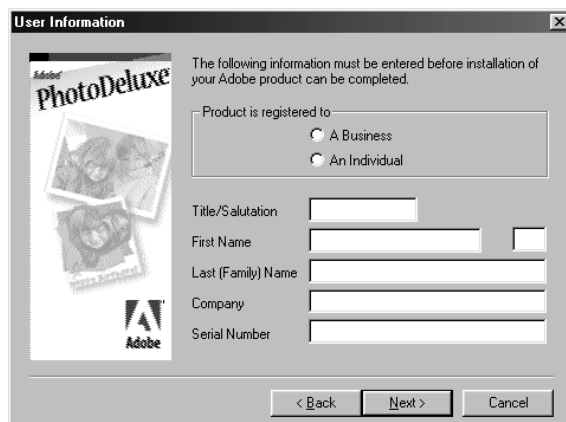 User Information
Adobe
PhotoDeluxe
Happy Birthday!
Adobe
The following information must be entered before installation of
your Adobe product can be completed.
Product is registered to
A Business
An Individual
Title/Salutation
First Name
Last (Family) Name
Company
Serial Number
< Back
Next >
Cancel